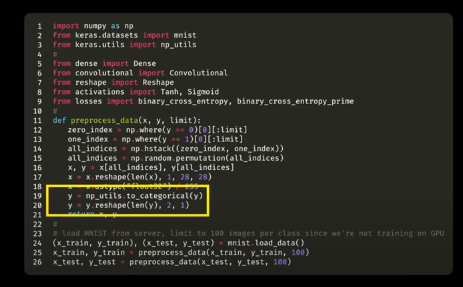 1 import numpy as np
2 from keras.datasets import mnist
3 from keras.utils import np_utils
4 #
5 from dense import Dense
6 from convolutional import Convolutional
7 from reshape import Reshape
8 from activations import Tanh, Sigmoid
9 from losses import binary_cross_entropy, binary_cross_entropy_prime
10 #
11 def preprocess_data(x, y, limit):
12 zero_index = np.where(y == 0)[0][:limit]
13 one_index = np.where(y == 1)[0][:limit]
14 all_indices = np.hstack((zero_index, one_index))
15 all_indices = np.random.permutation(all_indices)
16 x, y = x[all_indices], y[all_indices]
17 x = x.reshape(len(x), 1, 28, 28)
18 x = x.astype("float32") / 255
19 y = np_utils.to_categorical(y)
20 y = y.reshape(len(y), 2, 1)
21 return x, y
22 #
23 # load MNIST from server, limit to 100 images per class since we're not training on GPU
24 (x_train, y_train), (x_test, y_test) = mnist.load_data()
25 x_train, y_train = preprocess_data(x_train, y_train, 100)
26 x_test, y_test = preprocess_data(x_test, y_test, 100)